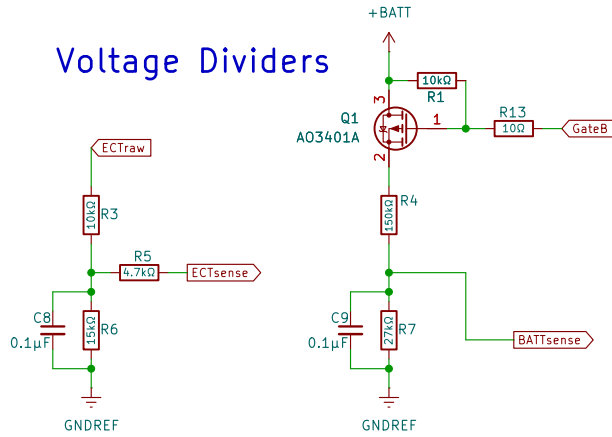 +BATT
Voltage Dividers
10kΩ
R1
3
Q1
AO3401A
1
R13
10Ω
GateB
2
ECTraw
R3
10kΩ
R4
150kΩ
R5
4.7kΩ
ECTsense
C8
0.1µF
R6
15kΩ
C9
0.1µF
R7
27kΩ
BATTsense
GNDREF
GNDREF